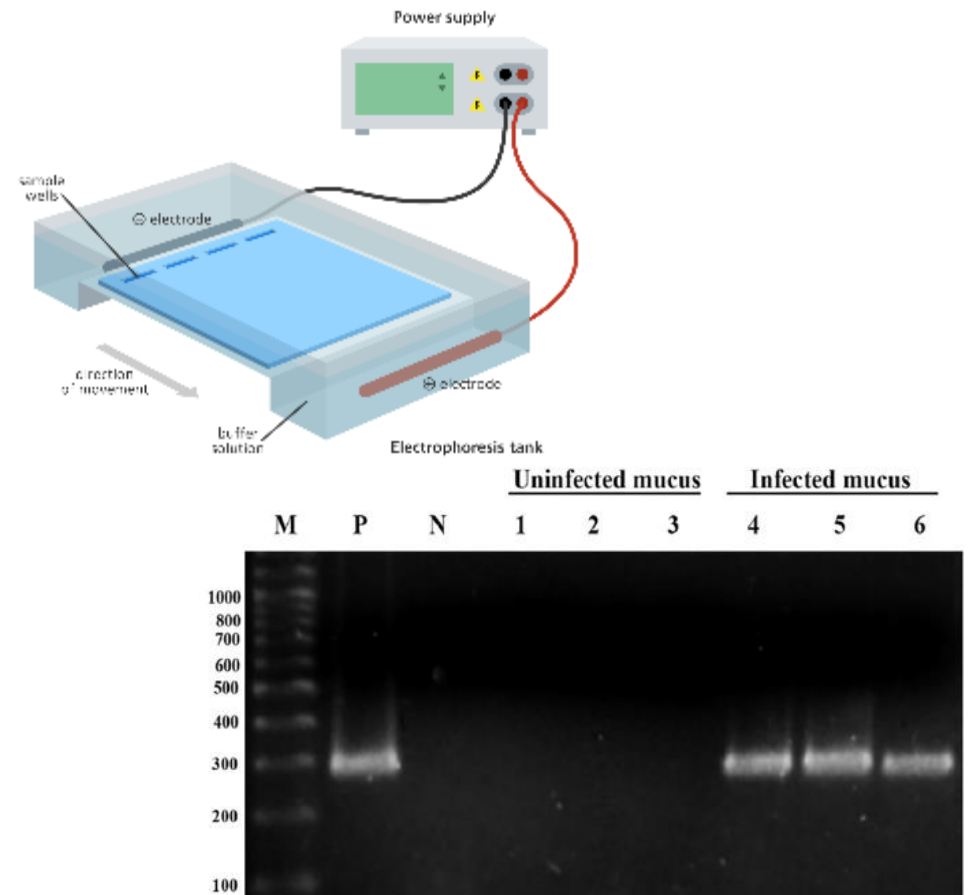 Power supply
sample
wells
⊖ electrode
direction
of movement
⊕ electrode
buffer
solution
Electrophoresis tank
Uninfected mucus Infected mucus
M P N 1 2 3 4 5 6
1000
800
700
600
500
400
300
200
100